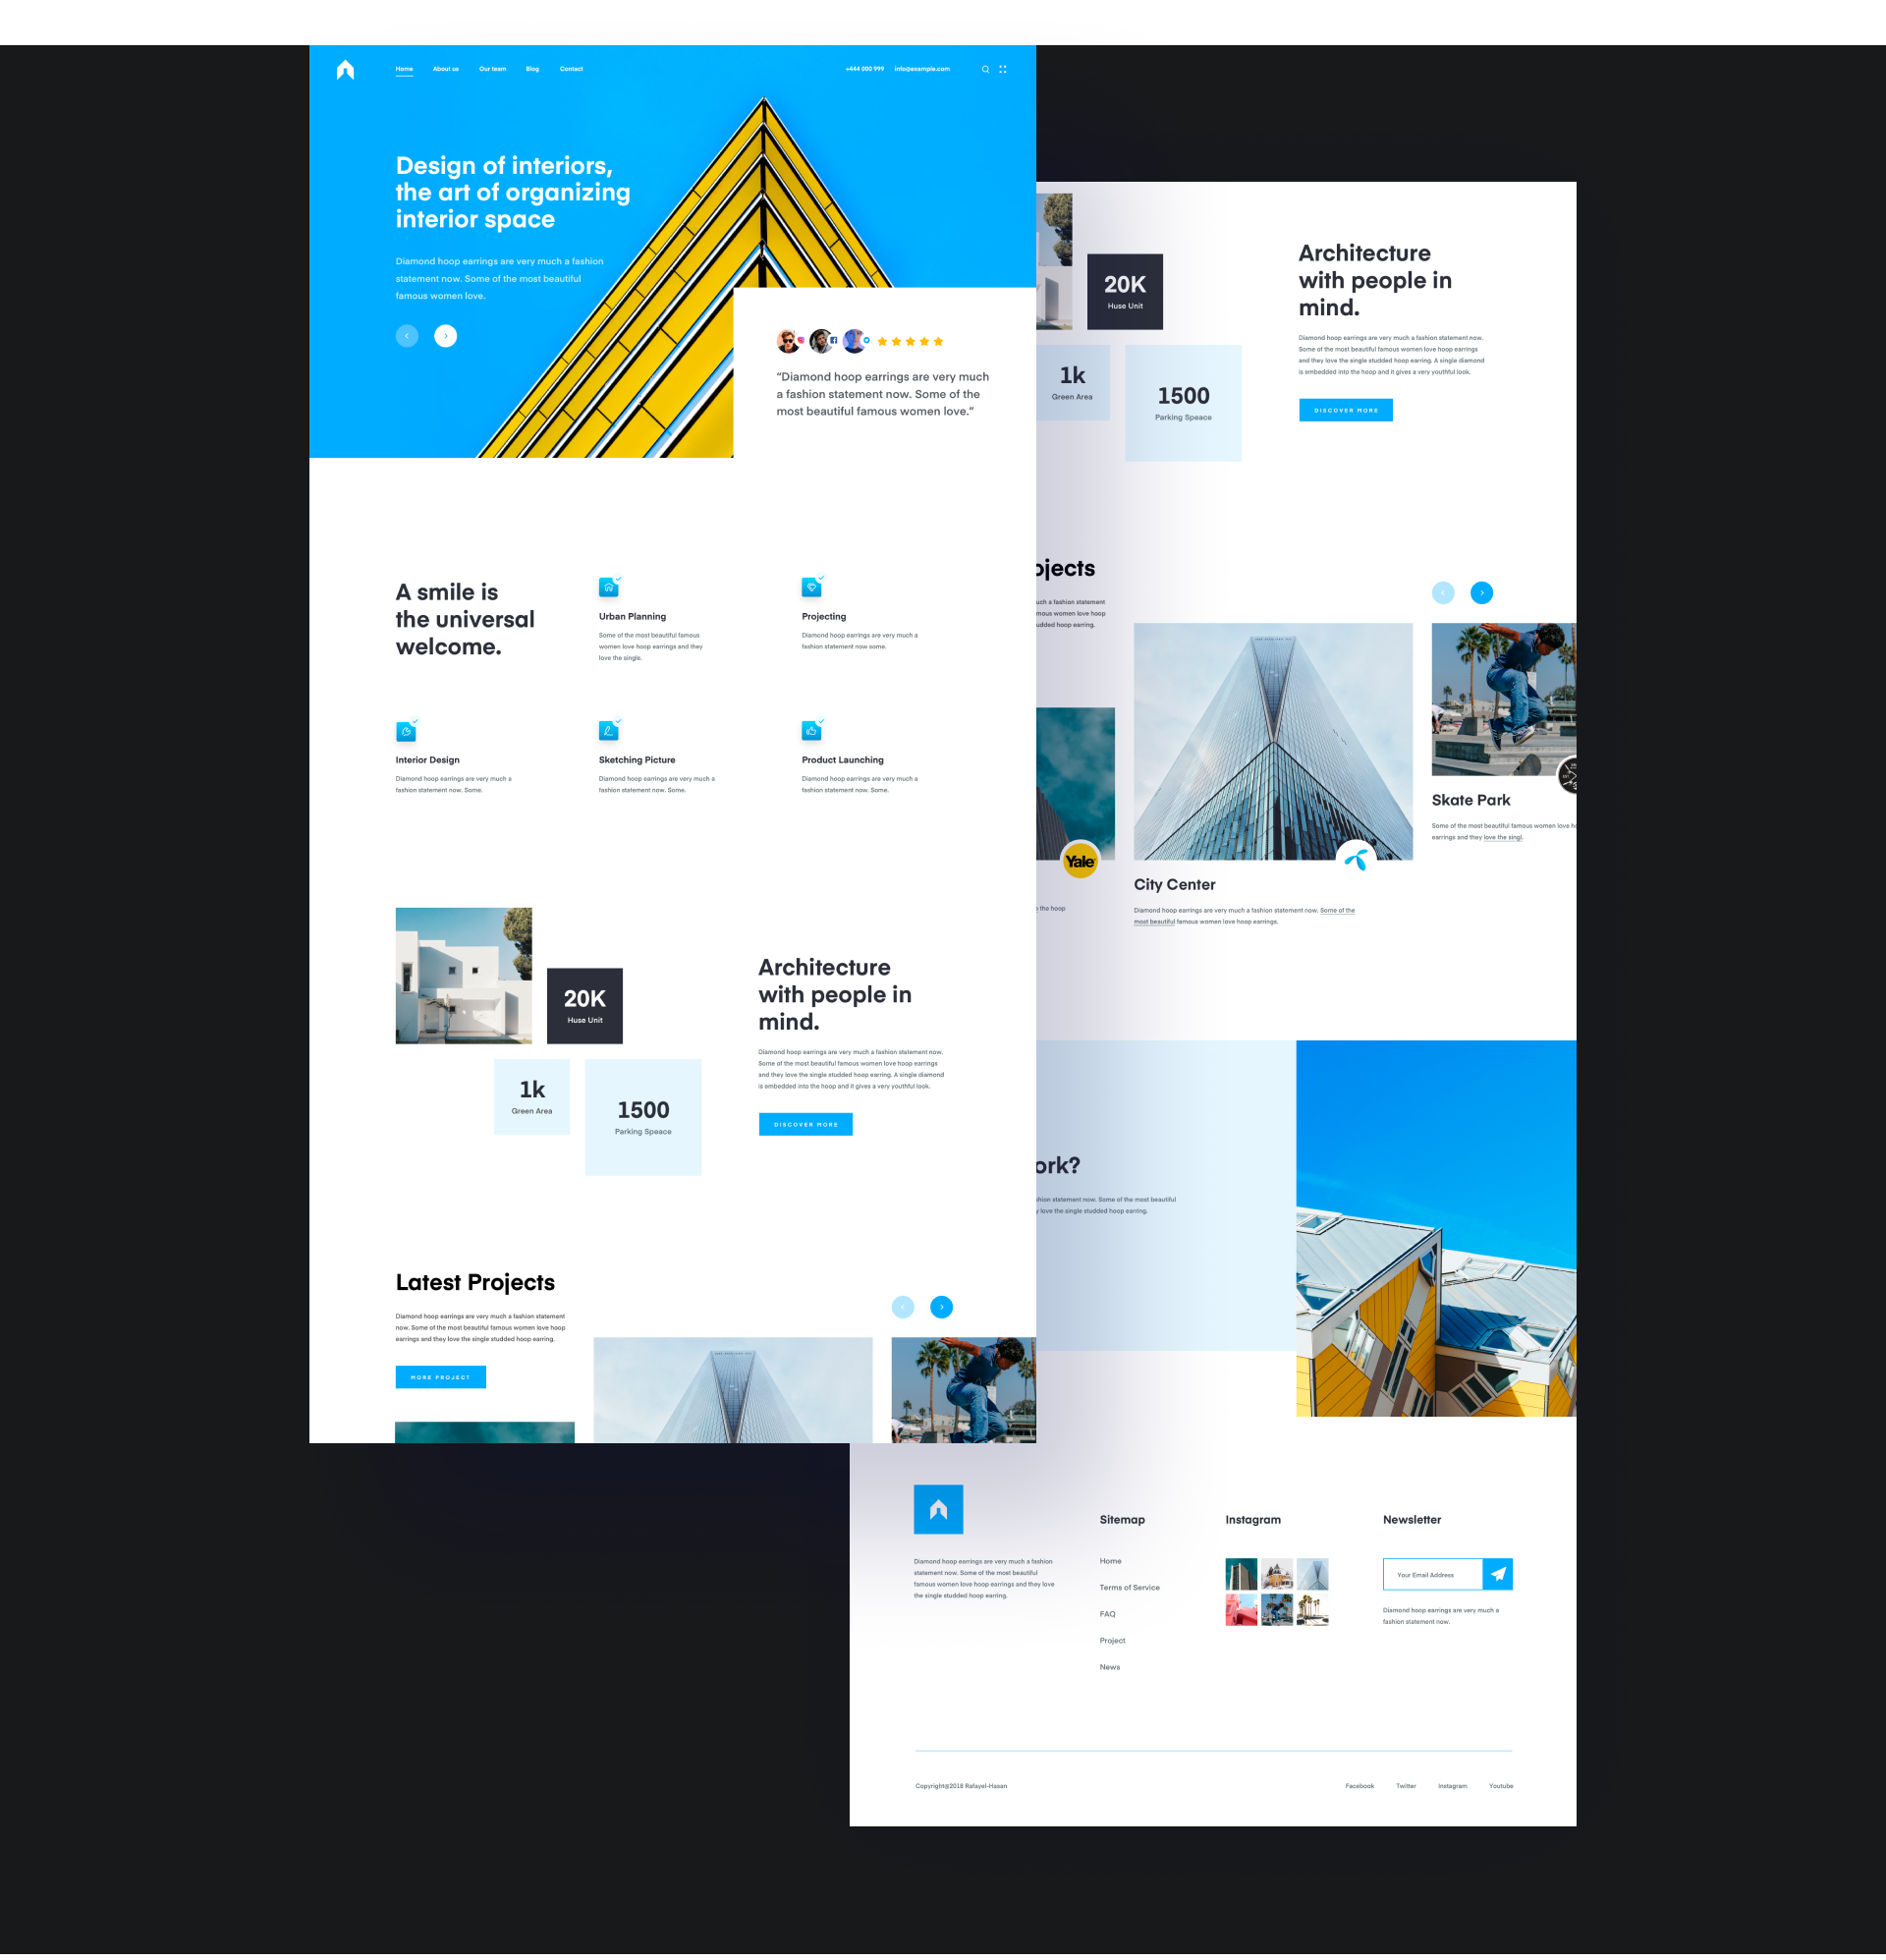 Home About us Our team Blog Contact
+444 000 999 info@example.com
Design of interiors,
the art of organizing
interior space
Diamond hoop earrings are very much a fashion
statement now. Some of the most beautiful
famous women love.
“Diamond hoop earrings are very much
a fashion statement now. Some of the
most beautiful famous women love.”
A smile is
the universal
welcome.
Urban Planning
Some of the most beautiful famous
women love hoop earrings and they
love the single.
Projecting
Diamond hoop earrings are very much a
fashion statement now some.
Interior Design
Diamond hoop earrings are very much a
fashion statement now. Some.
Sketching Picture
Diamond hoop earrings are very much a
fashion statement now. Some.
Product Launching
Diamond hoop earrings are very much a
fashion statement now. Some.
20K
Huse Unit
1k
Green Area
1500
Parking Speace
Architecture
with people in
mind.
Diamond hoop earrings are very much a fashion statement now.
Some of the most beautiful famous women love hoop earrings
and they love the single studded hoop earring. A single diamond
is embedded into the hoop and it gives a very youthful look.
DISCOVER MORE
Latest Projects
Diamond hoop earrings are very much a fashion statement
now. Some of the most beautiful famous women love hoop
earrings and they love the single studded hoop earring.
MORE PROJECT
20K
Huse Unit
1k
Green Area
1500
Parking Speace
Architecture
with people in
mind.
Diamond hoop earrings are very much a fashion statement now.
Some of the most beautiful famous women love hoop earrings
and they love the single studded hoop earring. A single diamond
is embedded into the hoop and it gives a very youthful look.
DISCOVER MORE
ojects
uch a fashion statement
mous women love hoop
studded hoop earring.
Yale
the hoop
City Center
Diamond hoop earrings are very much a fashion statement now. Some of the
most beautiful famous women love hoop earrings.
Skate Park
Some of the most beautiful famous women love h
earrings and they love the singl.
ork?
hion statement now. Some of the most beautiful
y love the single studded hoop earring.
Diamond hoop earrings are very much a fashion
statement now. Some of the most beautiful
famous women love hoop earrings and they love
the single studded hoop earring.
Sitemap
Home
Terms of Service
FAQ
Project
News
Instagram
Newsletter
Your Email Address
Diamond hoop earrings are very much a
fashion statement now.
Copyright@2018 Rafayel-Hasan
Facebook Twitter Instagram Youtube